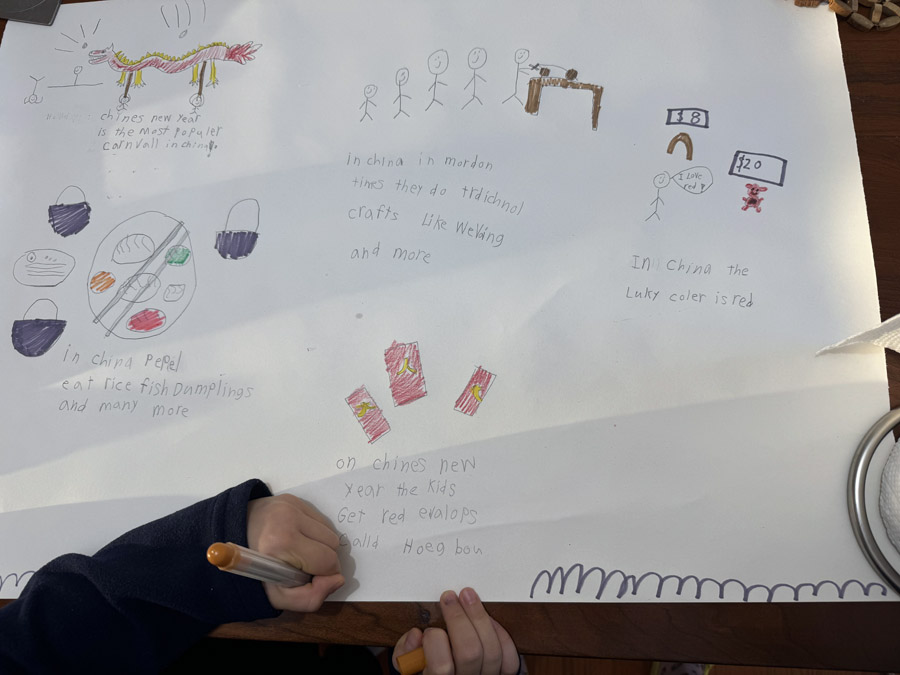 chines new year
is the most populer
carnvall in china.
In china in mordon
times they do trdichnol
crafts like Weving
and more
$ 8
$20
I Love
red
In China the
Luky coler is red
in china PePel
eat rice fish Dumplings
and many more
on chines new
year the kids
Get red evalops
Calld Hoeg bou